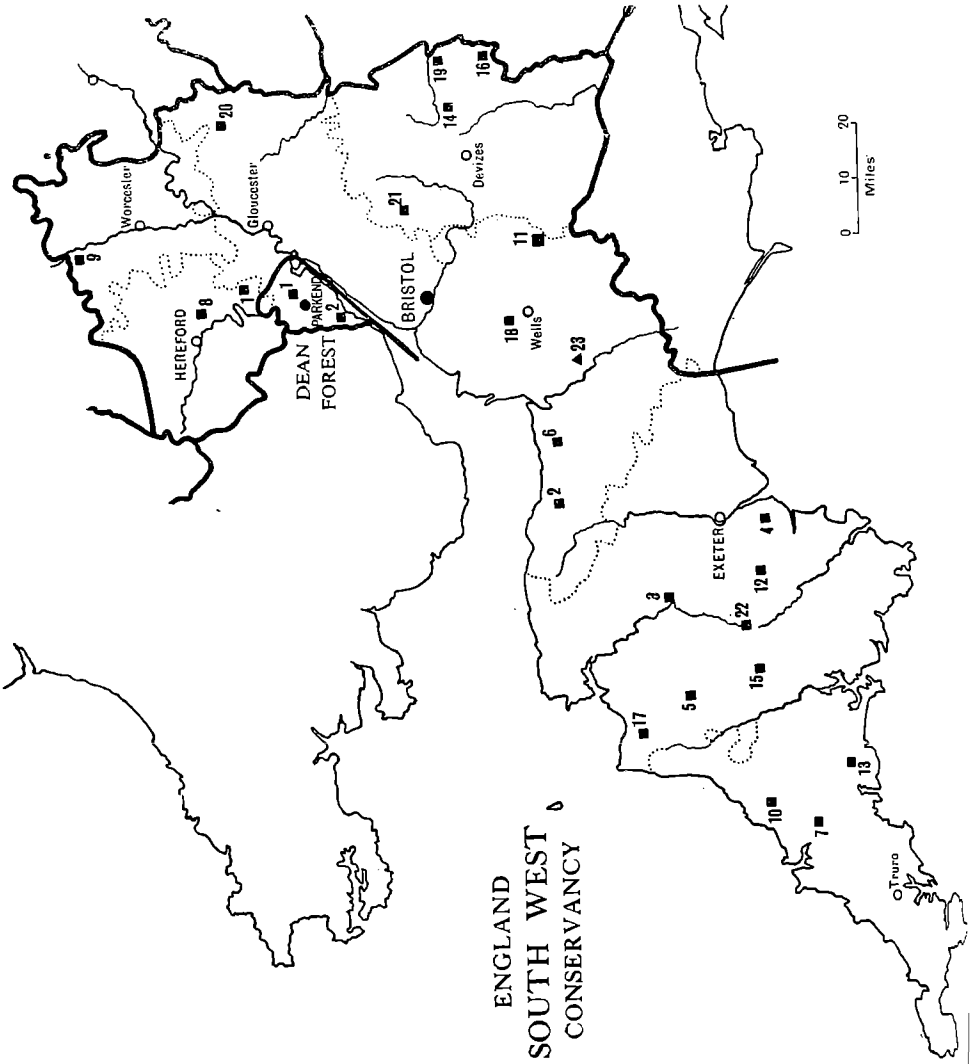 ENGLAND
SOUTH WEST
CONSERVANCY
HEREFORD
Worcester
Gloucester
DEAN
FOREST
PARKEND
BRISTOL
Devizes
Wells
EXETER
Truro
9
20
8
1
1
2
19
16
14
21
11
18
23
6
2
4
12
3
22
15
5
17
13
10
7
0 10 20
Miles